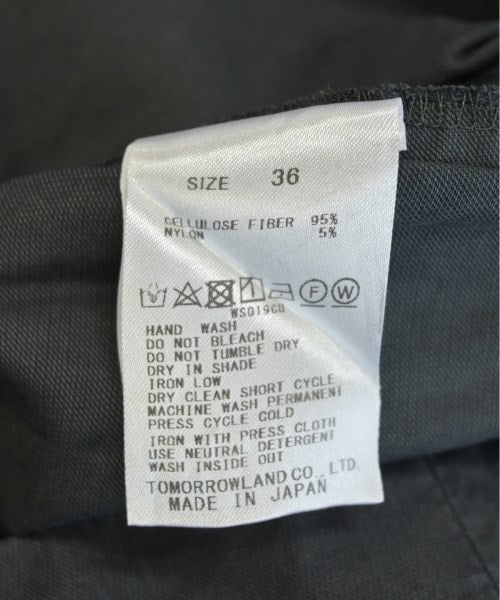 SIZE 36
CELLULOSE FIBER 95%
NYLON 5%
F W
WS019GU
HAND WASH
DO NOT BLEACH
DO NOT TUMBLE DRY
DRY IN SHADE
IRON LOW
DRY CLEAN SHORT CYCLE
MACHINE WASH PERMANENT
PRESS CYCLE COLD
IRON WITH PRESS CLOTH
USE NEUTRAL DETERGENT
WASH INSIDE OUT
TOMORROWLAND CO., LTD.
MADE IN JAPAN